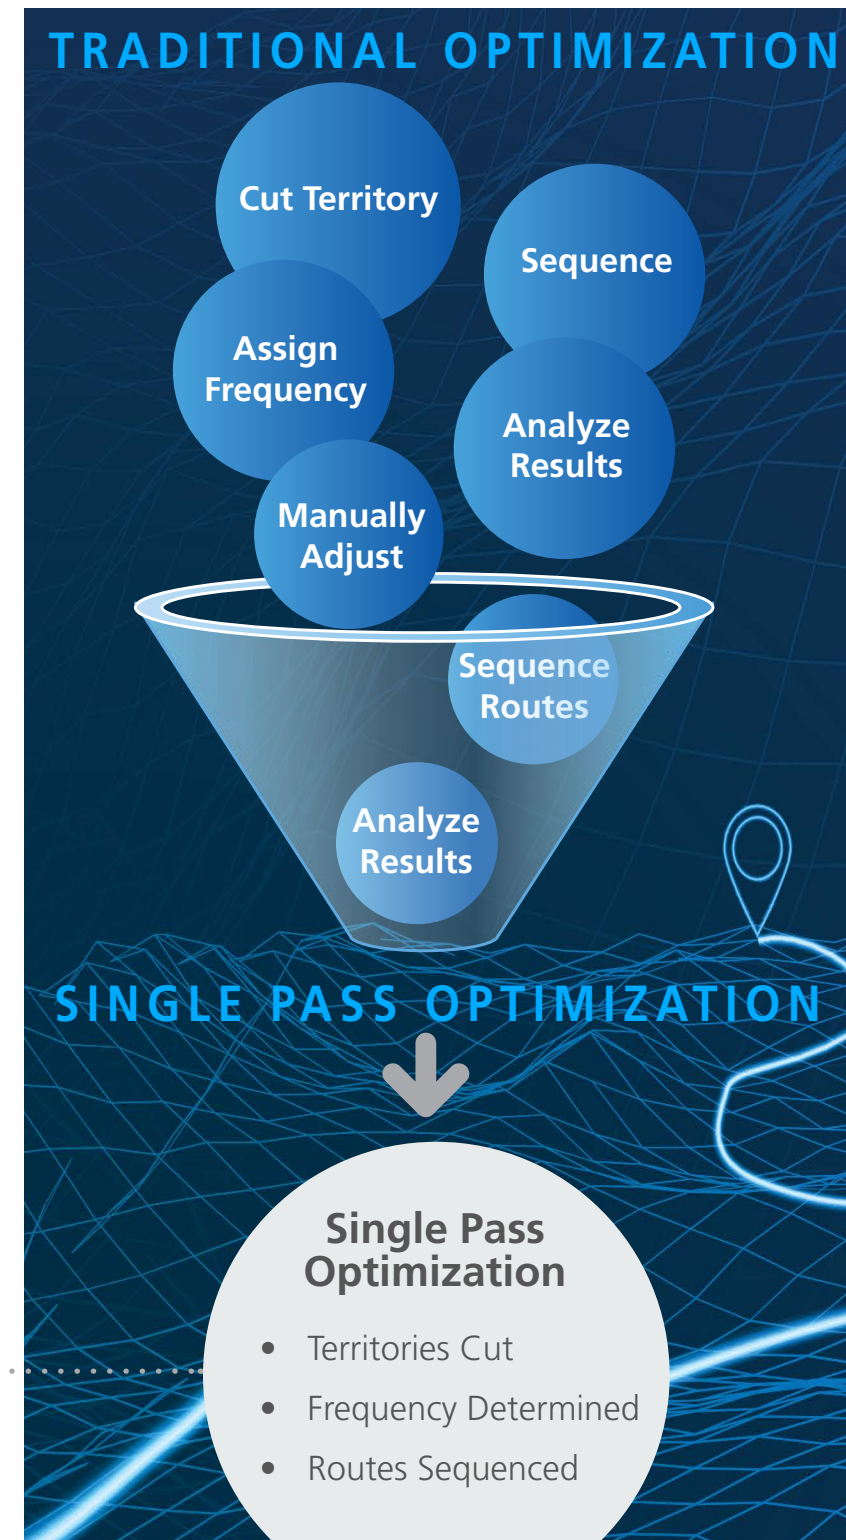 TRADITIONAL OPTIMIZATION
Cut Territory
Sequence
Assign
Frequency
Analyze
Results
Manually
Adjust
Sequence
Routes
Analyze
Results
SINGLE PASS OPTIMIZATION
Single Pass
Optimization
• Territories Cut
• Frequency Determined
• Routes Sequenced